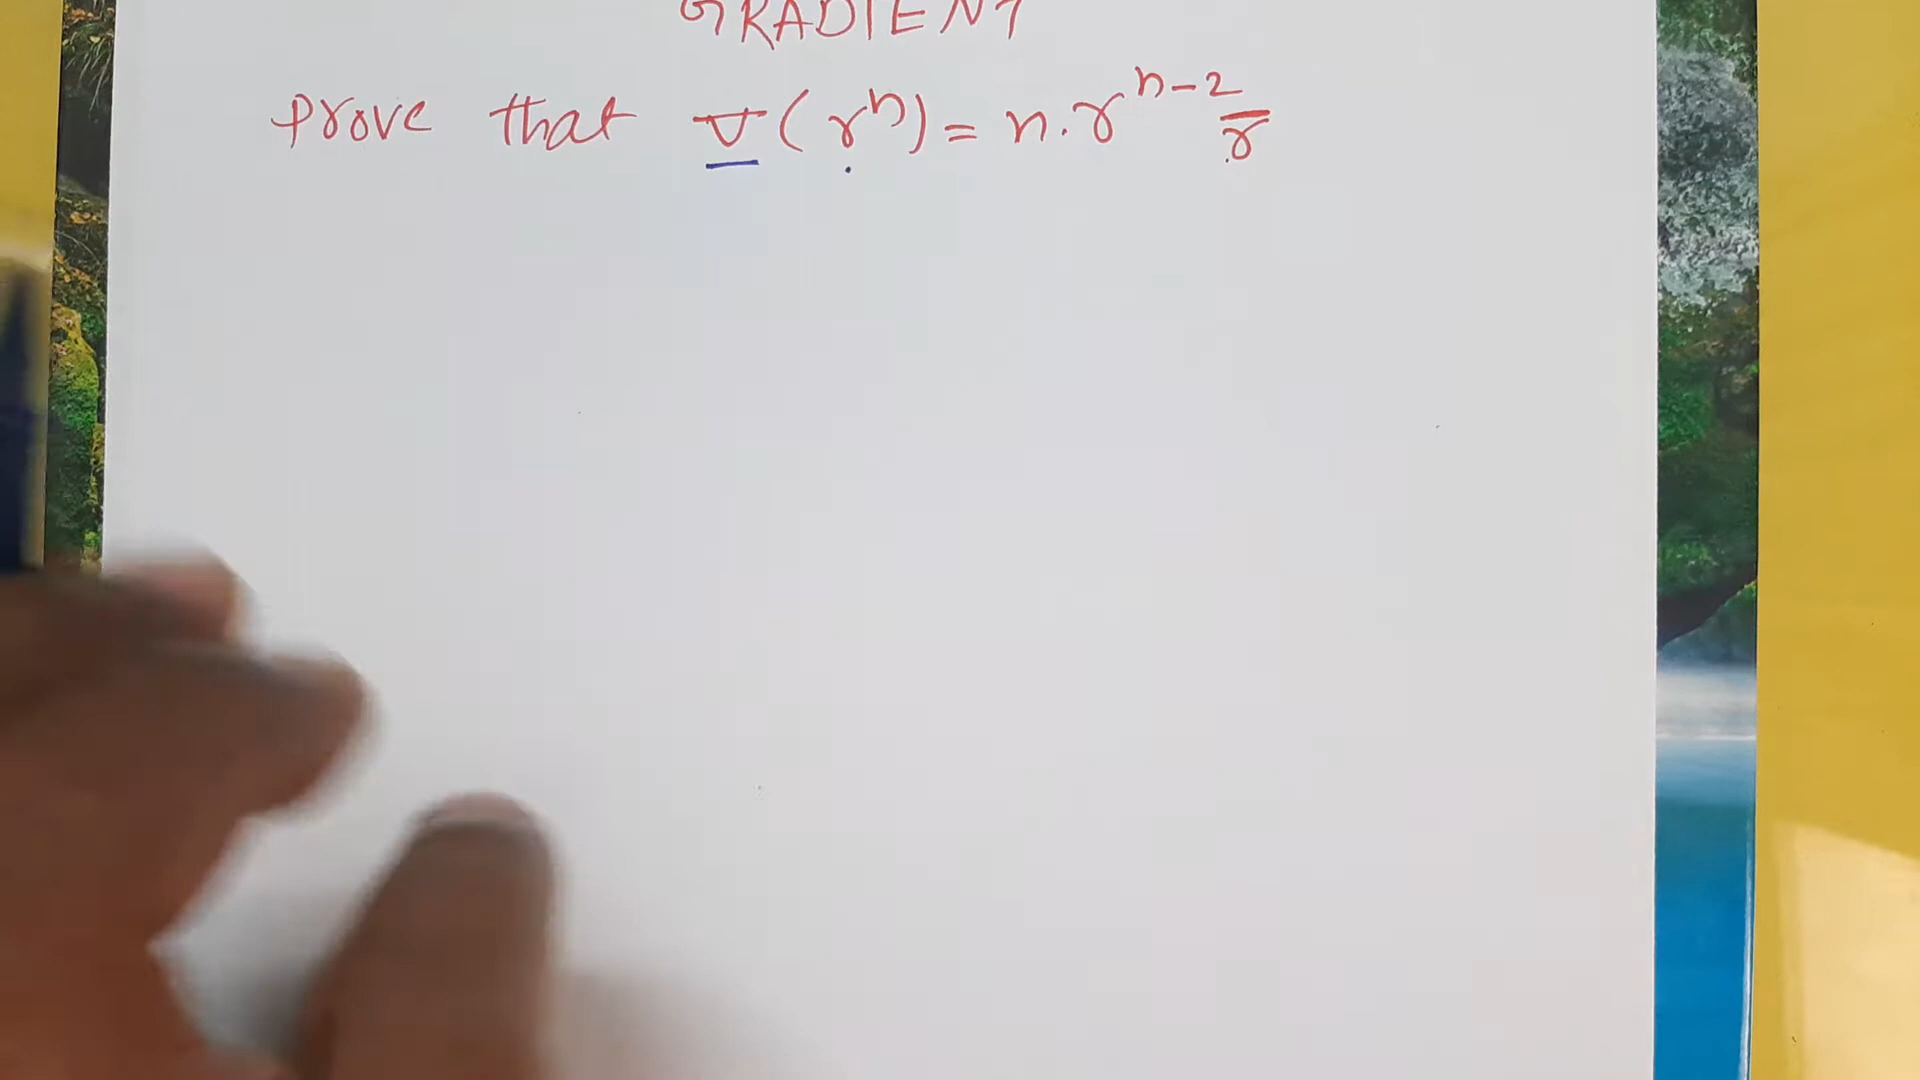 GRADIENT
Prove that ∇(rⁿ) = n.rⁿ⁻² r̅